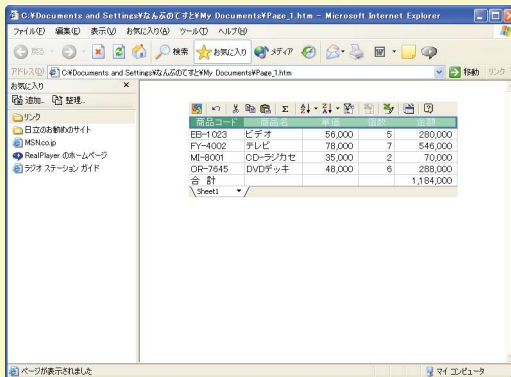 C:¥Documents and Settings¥なんぶのてすと¥My Documents¥Page_1.htm - Microsoft Internet Explorer
ファイル(F) 編集(E) 表示(V) お気に入り(A) ツール(T) ヘルプ(H)
戻る 検索 お気に入り メディア
アドレス(D) C:¥Documents and Settings¥なんぶのてすと¥My Documents¥Page_1.htm 移動 リンク
お気に入り
追加... 整理...
リンク
日立のお勧めのサイト
MSN.co.jp
RealPlayer のホームページ
ラジオ ステーション ガイド
商品コード 商品名 単価 個数 金額
EB-1023 ビデオ 56,000 5 280,000
FY-4002 テレビ 78,000 7 546,000
MI-8001 CD-ラジカセ 35,000 2 70,000
OR-7645 DVDデッキ 48,000 6 288,000
合 計 1,184,000
Sheet1
ページが表示されました
マイ コンピュータ